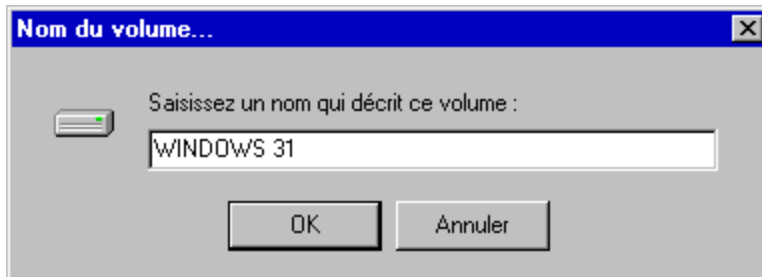 Nom du volume...
Saisissez un nom qui décrit ce volume :
WINDOWS 31
OK Annuler